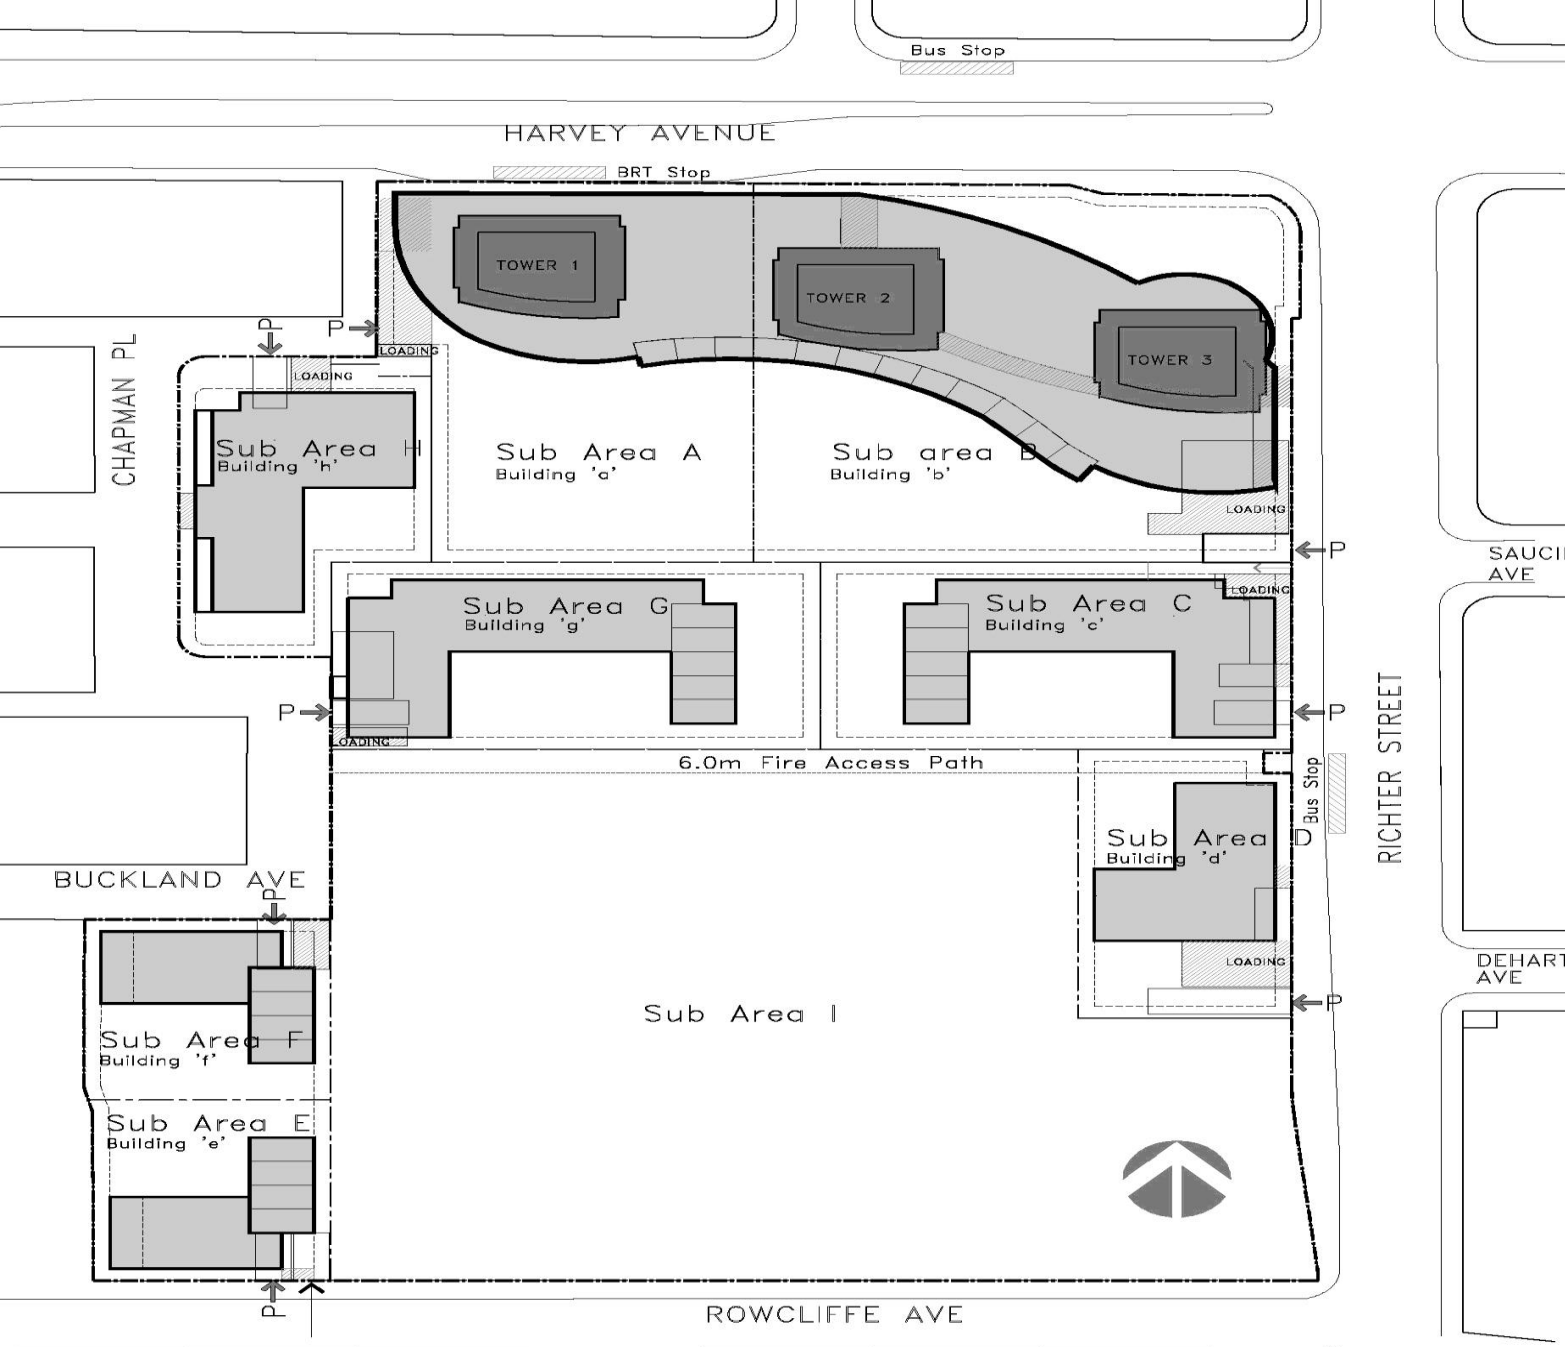 Bus Stop
HARVEY AVENUE
BRT Stop
TOWER 1
TOWER 2
TOWER 3
P
P
LOADING
LOADING
CHAPMAN PL
Sub Area H
Building 'h'
Sub Area A
Building 'a'
Sub area B
Building 'b'
LOADING
P
SAUCI
AVE
LOADING
Sub Area G
Building 'g'
Sub Area C
Building 'c'
P
P
LOADING
6.0m Fire Access Path
Bus Stop
RICHTER STREET
Sub Area D
Building 'd'
BUCKLAND AVE
P
LOADING
DEHART
AVE
P
Sub Area I
Sub Area F
Building 'f'
Sub Area E
Building 'e'
P
ROWCLIFFE AVE